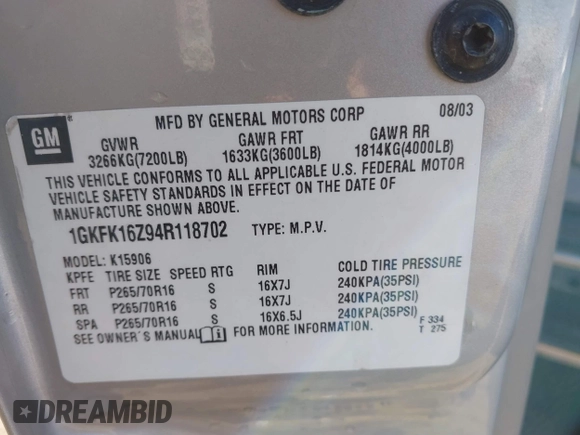 MFD BY GENERAL MOTORS CORP 08/03
GM
GVWR GAWR FRT GAWR RR
3266KG(7200LB) 1633KG(3600LB) 1814KG(4000LB)
THIS VEHICLE CONFORMS TO ALL APPLICABLE U.S. FEDERAL MOTOR
VEHICLE SAFETY STANDARDS IN EFFECT ON THE DATE OF
MANUFACTURE SHOWN ABOVE.
1GKFK16Z94R118702 TYPE: M.P.V.
MODEL: K15906
KPFE TIRE SIZE SPEED RTG RIM COLD TIRE PRESSURE
FRT P265/70R16 S 16X7J 240KPA(35PSI)
RR P265/70R16 S 16X7J 240KPA(35PSI)
SPA P265/70R16 S 16X6.5J 240KPA(35PSI)
SEE OWNER'S MANUAL FOR MORE INFORMATION.
F 334
T 275
DREAMBID